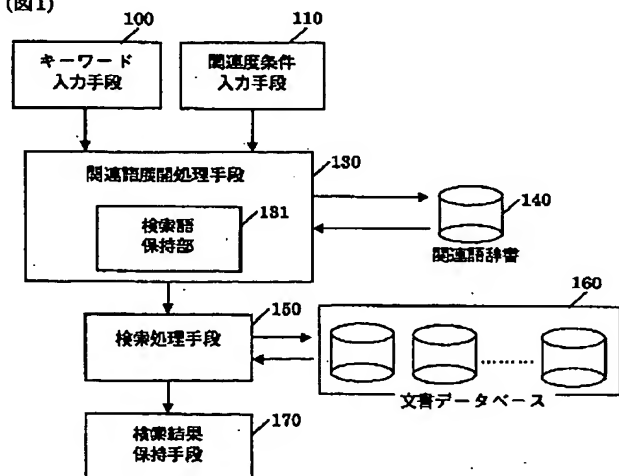 (図1)
100
110
キーワード
入力手段
関連度条件
入力手段
130
関連語展開処理手段
131
検索語
保持部
140
関連語辞書
160
150
検索処理手段
文書データベース
170
検索結果
保持手段